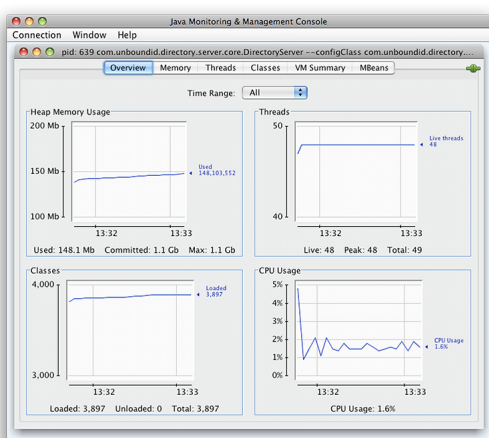 Java Monitoring & Management Console
Connection Window Help
pid: 639 com.unboundid.directory.server.core.DirectoryServer --configClass com.unboundid.directory....
Overview Memory Threads Classes VM Summary MBeans
Time Range: All
Heap Memory Usage
200 Mb
150 Mb
100 Mb
Used
148,103,552
13:32 13:33
Used: 148.1 Mb Committed: 1.1 Gb Max: 1.1 Gb
Threads
50
40
Live threads
48
13:32 13:33
Live: 48 Peak: 48 Total: 49
Classes
4,000
3,000
Loaded
3,897
13:32 13:33
Loaded: 3,897 Unloaded: 0 Total: 3,897
CPU Usage
5%
4%
3%
2%
1%
0%
CPU Usage
1.6%
13:32 13:33
CPU Usage: 1.6%